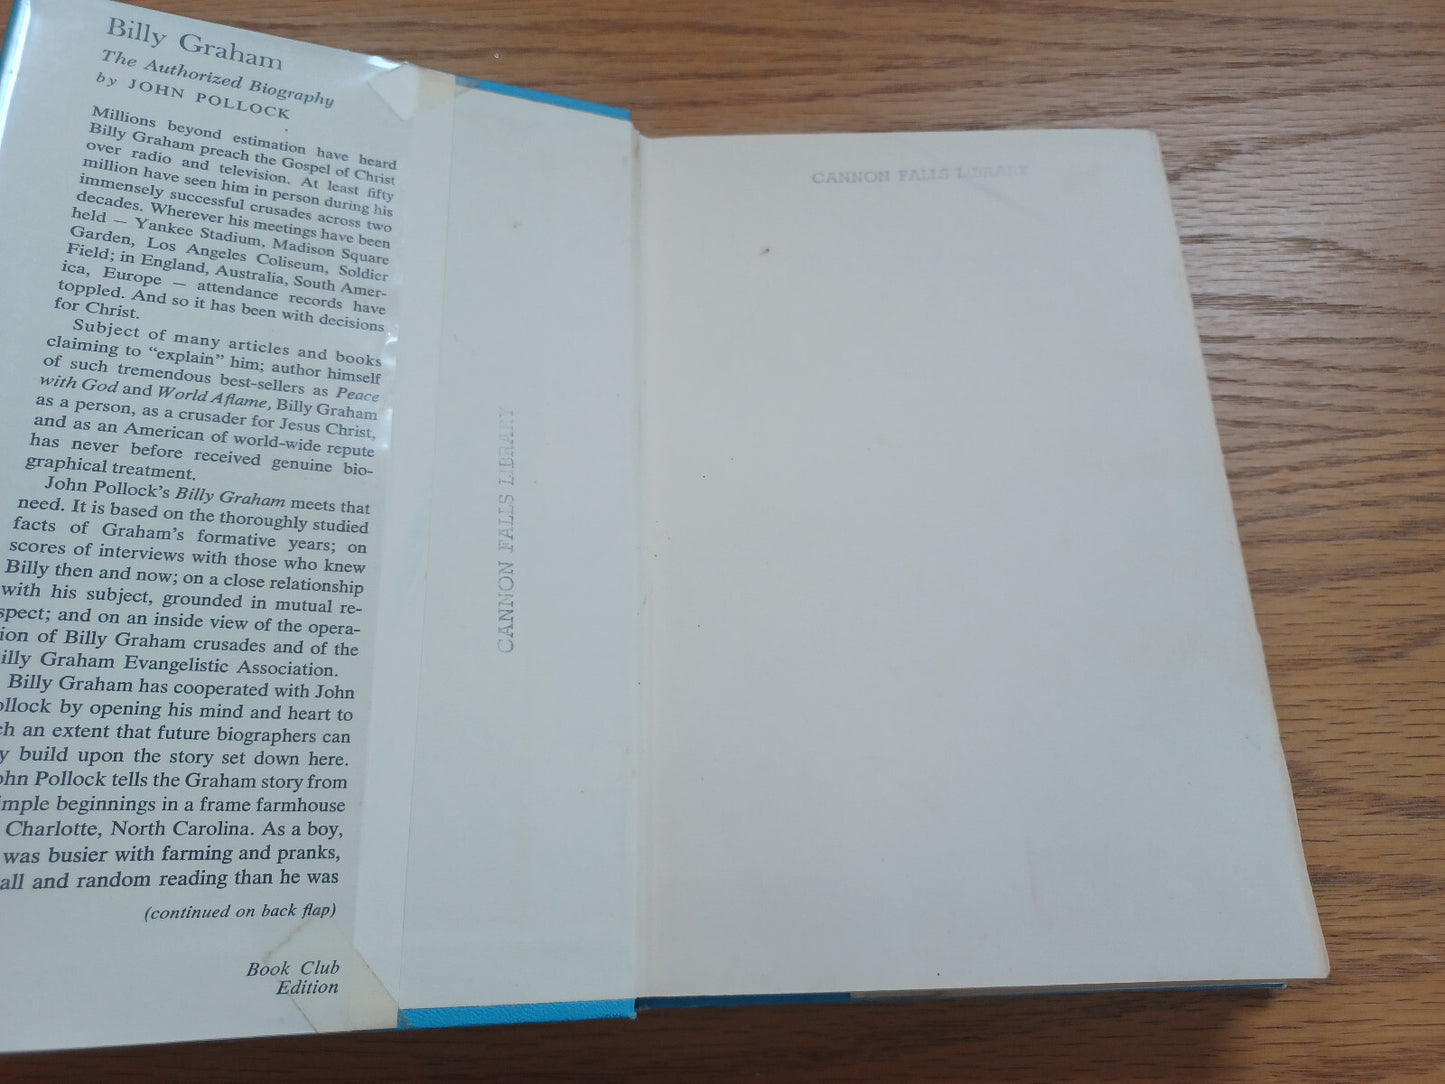 Billy Graham
The Authorized Biography
by JOHN POLLOCK
Millions beyond estimation have heard
Billy Graham preach the Gospel of Christ
over radio and television. At least fifty
million have seen him in person during his
immensely successful crusades across two
decades. Wherever his meetings have been
held — Yankee Stadium, Madison Square
Garden, Los Angeles Coliseum, Soldier
Field; in England, Australia, South Amer-
ica, Europe — attendance records have
toppled. And so it has been with decisions
for Christ.
Subject of many articles and books
claiming to “explain” him; author himself
of such tremendous best-sellers as Peace
with God and World Aflame, Billy Graham
as a person, as a crusader for Jesus Christ,
and as an American of world-wide repute
has never before received genuine bio-
graphical treatment.
John Pollock's Billy Graham meets that
need. It is based on the thoroughly studied
facts of Graham's formative years; on
scores of interviews with those who knew
Billy then and now; on a close relationship
with his subject, grounded in mutual re-
spect; and on an inside view of the opera-
ion of Billy Graham crusades and of the
illy Graham Evangelistic Association.
Billy Graham has cooperated with John
ollock by opening his mind and heart to
ch an extent that future biographers can
y build upon the story set down here.
ohn Pollock tells the Graham story from
imple beginnings in a frame farmhouse
Charlotte, North Carolina. As a boy,
was busier with farming and pranks,
all and random reading than he was
(continued on back flap)
Book Club
Edition
CANNON FALLS LIBRARY
CANNON FALLS LIBRARY